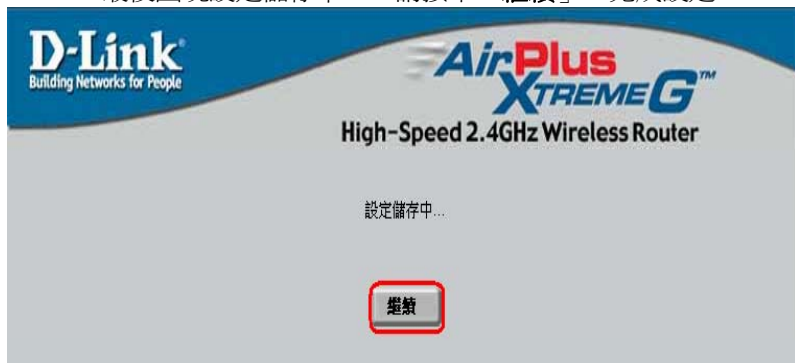 D-Link
Building Networks for People
AirPlus
XTREME G™
High-Speed 2.4GHz Wireless Router
設定儲存中...
繼續